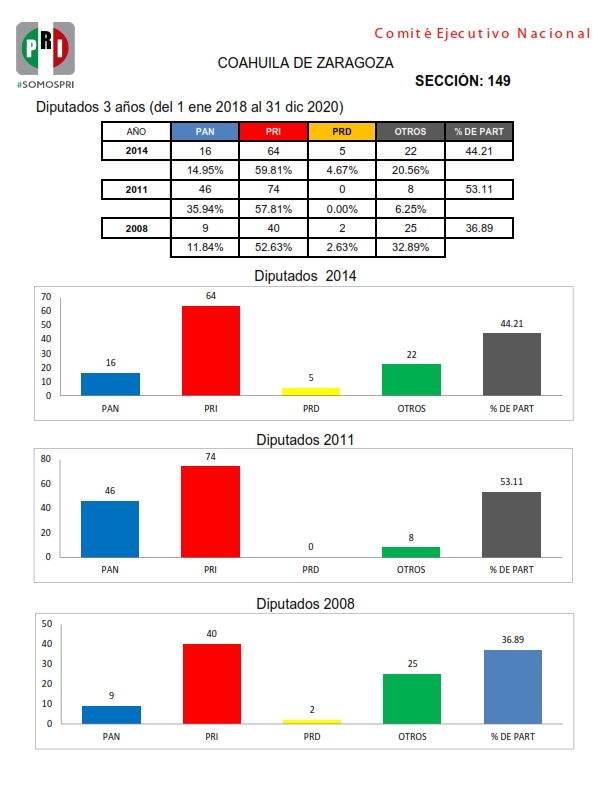 Comité Ejecutivo Nacional
PRI
#SOMOSPRI
COAHUILA DE ZARAGOZA
SECCIÓN: 149
Diputados 3 años (del 1 ene 2018 al 31 dic 2020)
AÑO PAN PRI PRD OTROS % DE PART
2014 16 64 5 22 44.21
14.95% 59.81% 4.67% 20.56%
2011 46 74 0 8 53.11
35.94% 57.81% 0.00% 6.25%
2008 9 40 2 25 36.89
11.84% 52.63% 2.63% 32.89%
Diputados 2014
70
60
50
40
30
20
10
0
16 64 5 22 44.21
PAN PRI PRD OTROS % DE PART
Diputados 2011
80
60
40
20
0
46 74 0 8 53.11
PAN PRI PRD OTROS % DE PART
Diputados 2008
50
40
30
20
10
0
9 40 2 25 36.89
PAN PRI PRD OTROS % DE PART